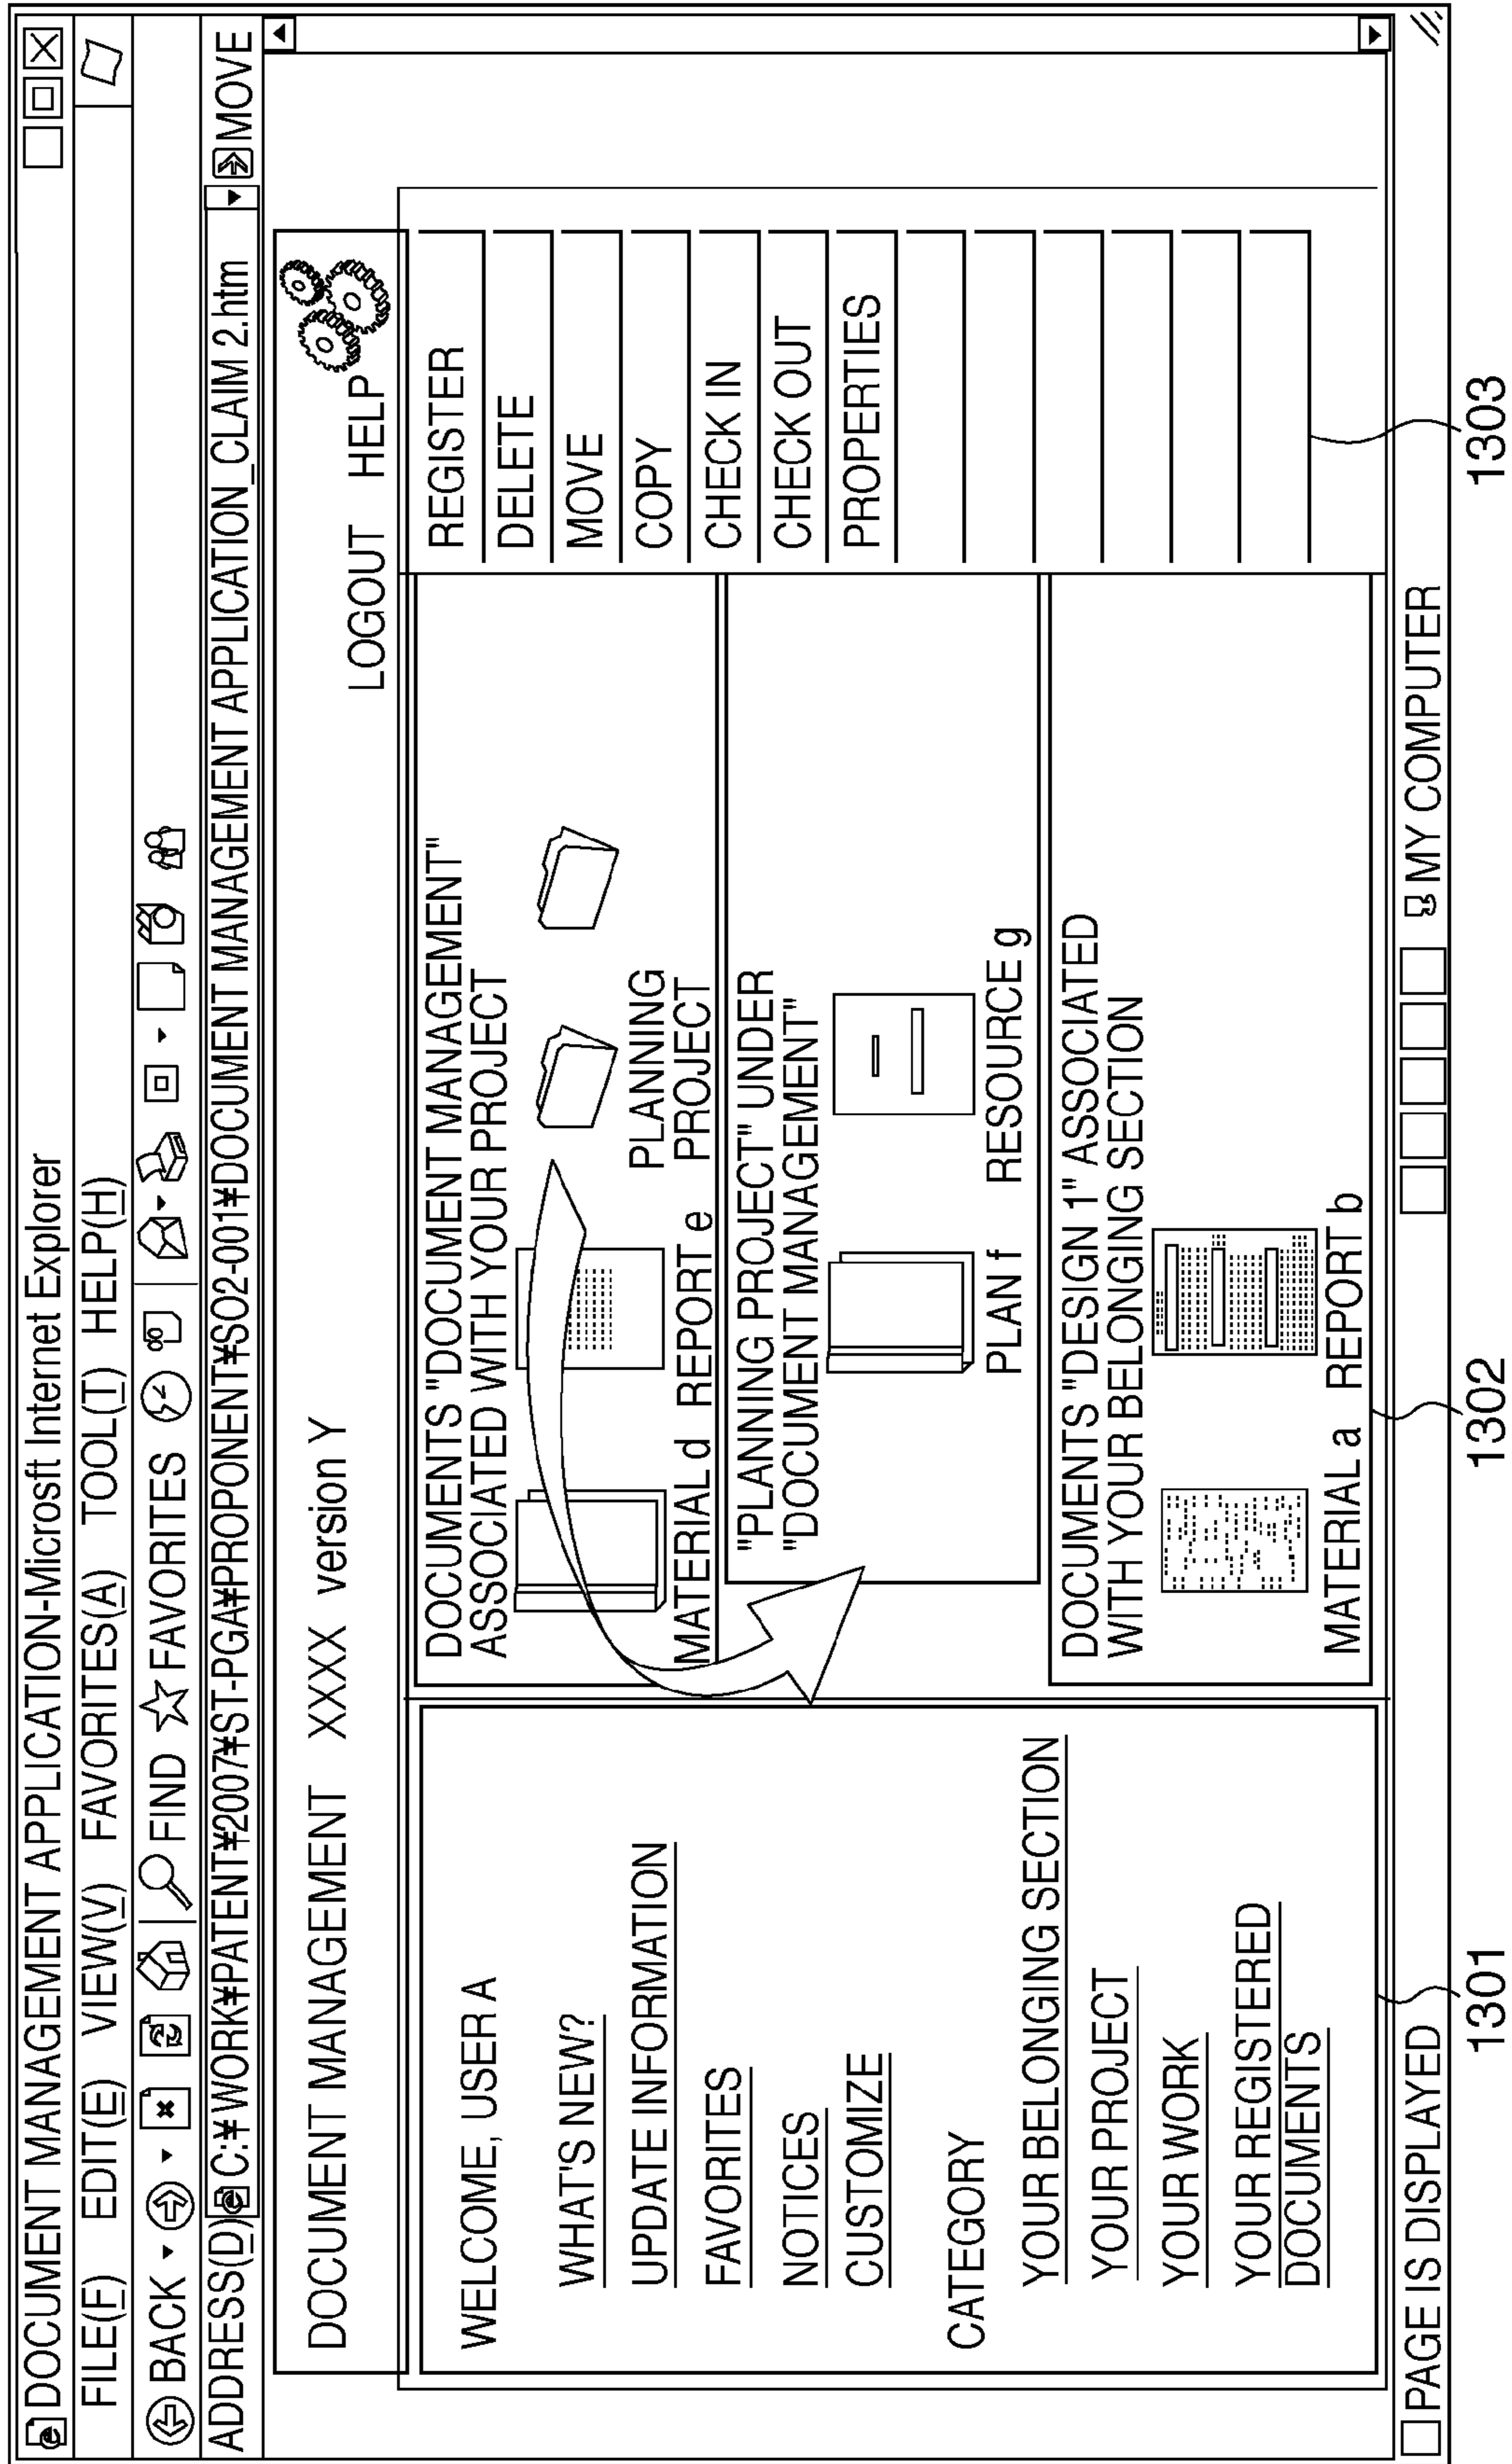 DOCUMENT MANAGEMENT APPLICATION-Microsft Internet Explorer
FILE(F) EDIT(E) VIEW(V) FAVORITES(A) TOOL(T) HELP(H)
BACK FIND FAVORITES
ADDRESS(D) C:¥WORK¥PATENT¥2007¥ST-PGA¥PROPONENT¥SO2-001¥DOCUMENT MANAGEMENT APPLICATION_CLAIM 2.htm MOVE
DOCUMENT MANAGEMENT XXXX version Y
LOGOUT HELP
WELCOME, USER A
WHAT'S NEW?
UPDATE INFORMATION
FAVORITES
NOTICES
CUSTOMIZE
CATEGORY
YOUR BELONGING SECTION
YOUR PROJECT
YOUR WORK
YOUR REGISTERED
DOCUMENTS
DOCUMENTS "DOCUMENT MANAGEMENT"
ASSOCIATED WITH YOUR PROJECT
MATERIAL d REPORT e
PLANNING
PROJECT
"PLANNING PROJECT" UNDER
"DOCUMENT MANAGEMENT"
PLAN f RESOURCE g
DOCUMENTS "DESIGN 1" ASSOCIATED
WITH YOUR BELONGING SECTION
MATERIAL a REPORT b
REGISTER
DELETE
MOVE
COPY
CHECK IN
CHECK OUT
PROPERTIES
PAGE IS DISPLAYED MY COMPUTER
1301 1302 1303